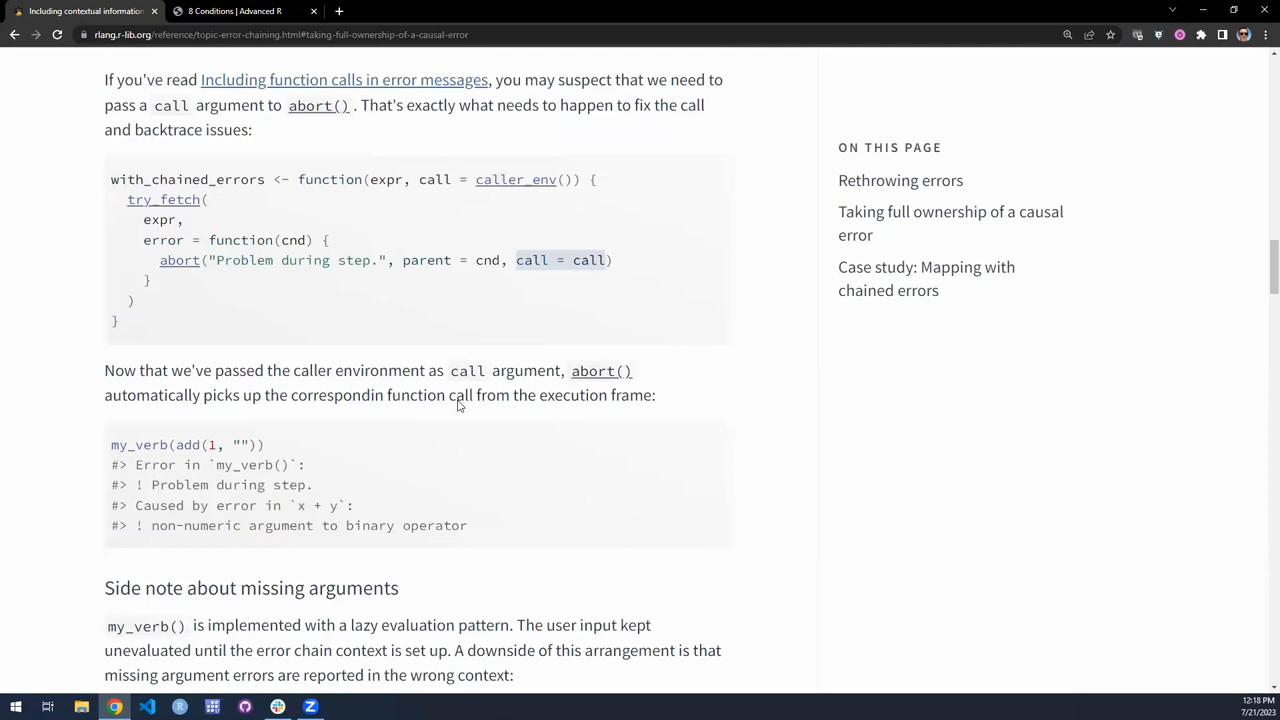 Including contextual information
8 Conditions | Advanced R
rlang.r-lib.org/reference/topic-error-chaining.html#taking-full-ownership-of-a-causal-error
If you've read Including function calls in error messages, you may suspect that we need to
pass a call argument to abort() . That's exactly what needs to happen to fix the call
and backtrace issues:
with_chained_errors <- function(expr, call = caller_env()) {
try_fetch(
expr,
error = function(cnd) {
abort("Problem during step.", parent = cnd, call = call)
}
)
}
Now that we've passed the caller environment as call argument, abort()
automatically picks up the correspondin function call from the execution frame:
my_verb(add(1, ""))
#> Error in `my_verb()`:
#> ! Problem during step.
#> Caused by error in `x + y`:
#> ! non-numeric argument to binary operator
Side note about missing arguments
my_verb() is implemented with a lazy evaluation pattern. The user input kept
unevaluated until the error chain context is set up. A downside of this arrangement is that
missing argument errors are reported in the wrong context:
ON THIS PAGE
Rethrowing errors
Taking full ownership of a causal
error
Case study: Mapping with
chained errors
12:18 PM
7/21/2023